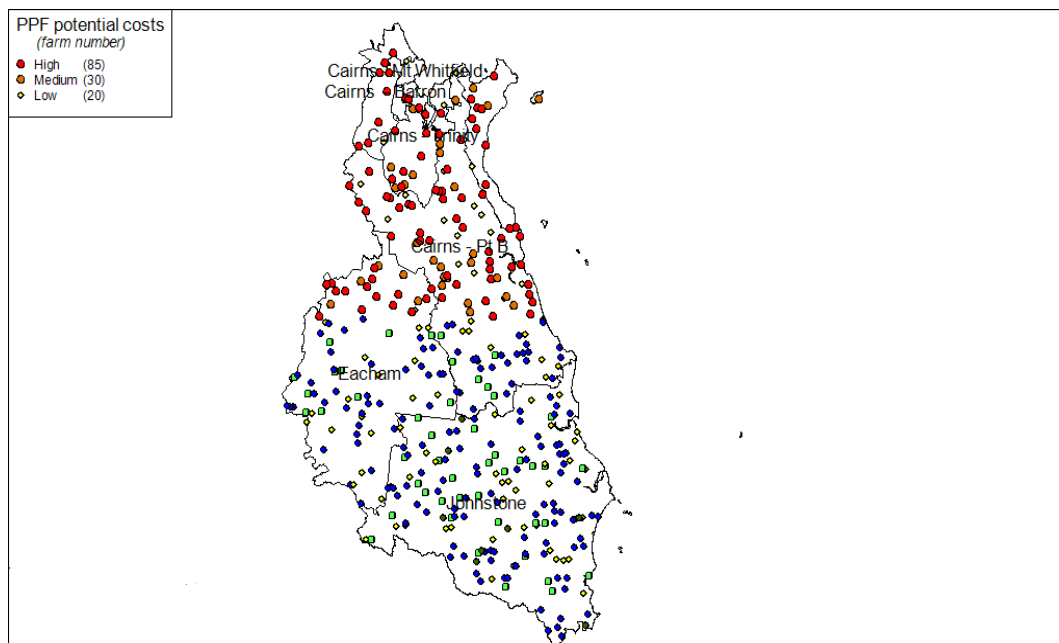 PPF potential costs
(farm number)
High (85)
Medium (30)
Low (20)
Cairns - Mt Whitfield
Cairns - Barron
Cairns - Trinity
Cairns - Pt B
Eacham
Johnstone